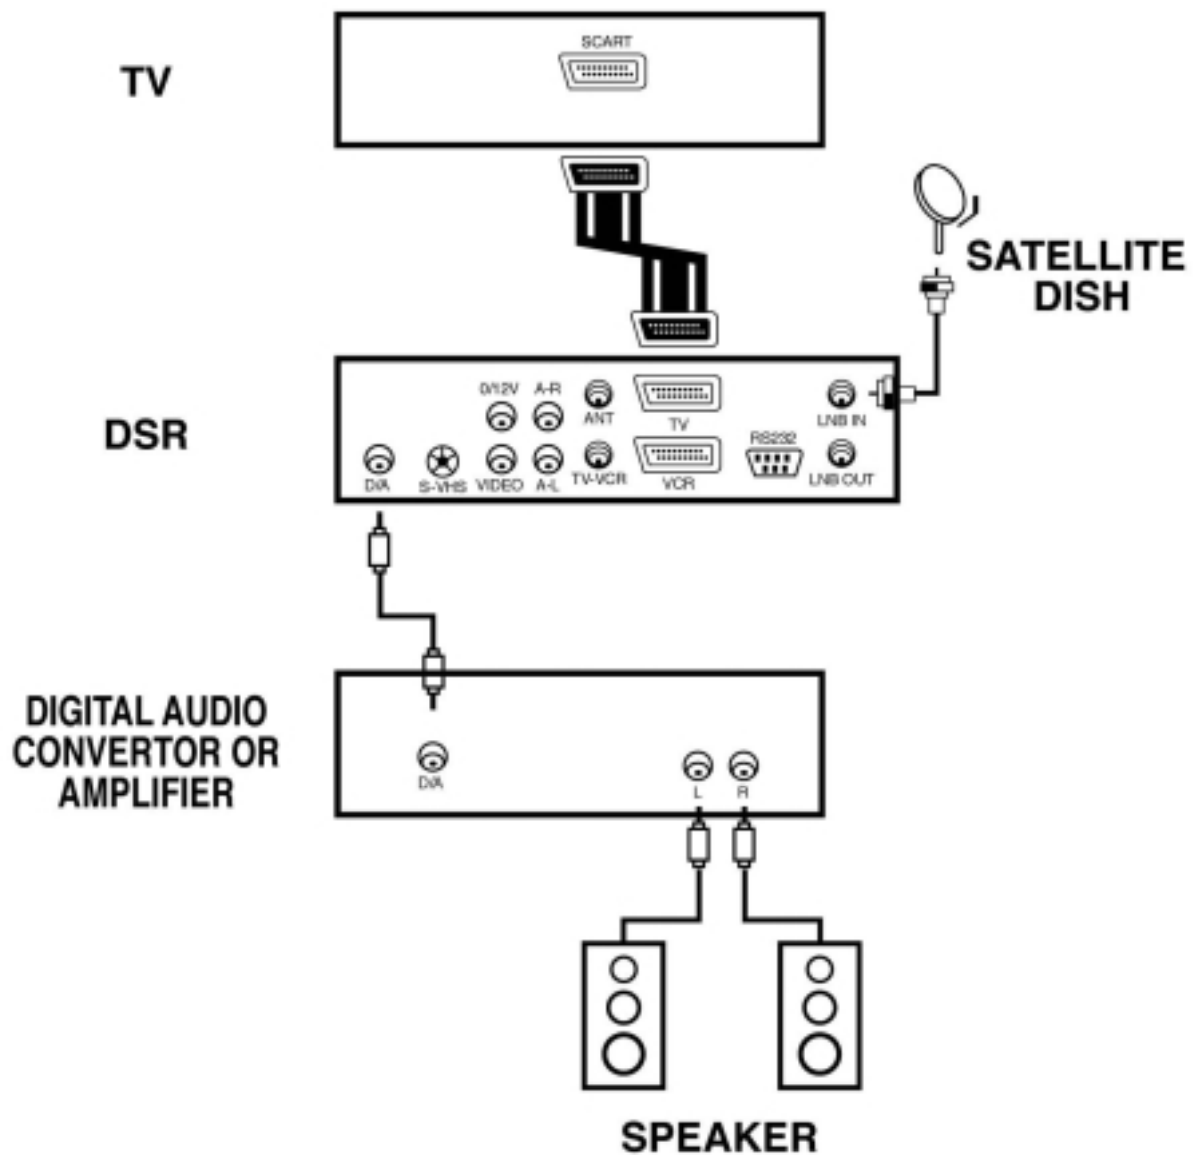 SCART
TV
SATELLITE
DISH
0/12V A-R
ANT TV LNB IN
DSR
RS232
D/A S-VHS VIDEO A-L TV-VCR VCR LNB OUT
DIGITAL AUDIO
CONVERTOR OR
AMPLIFIER
D/A L R
SPEAKER